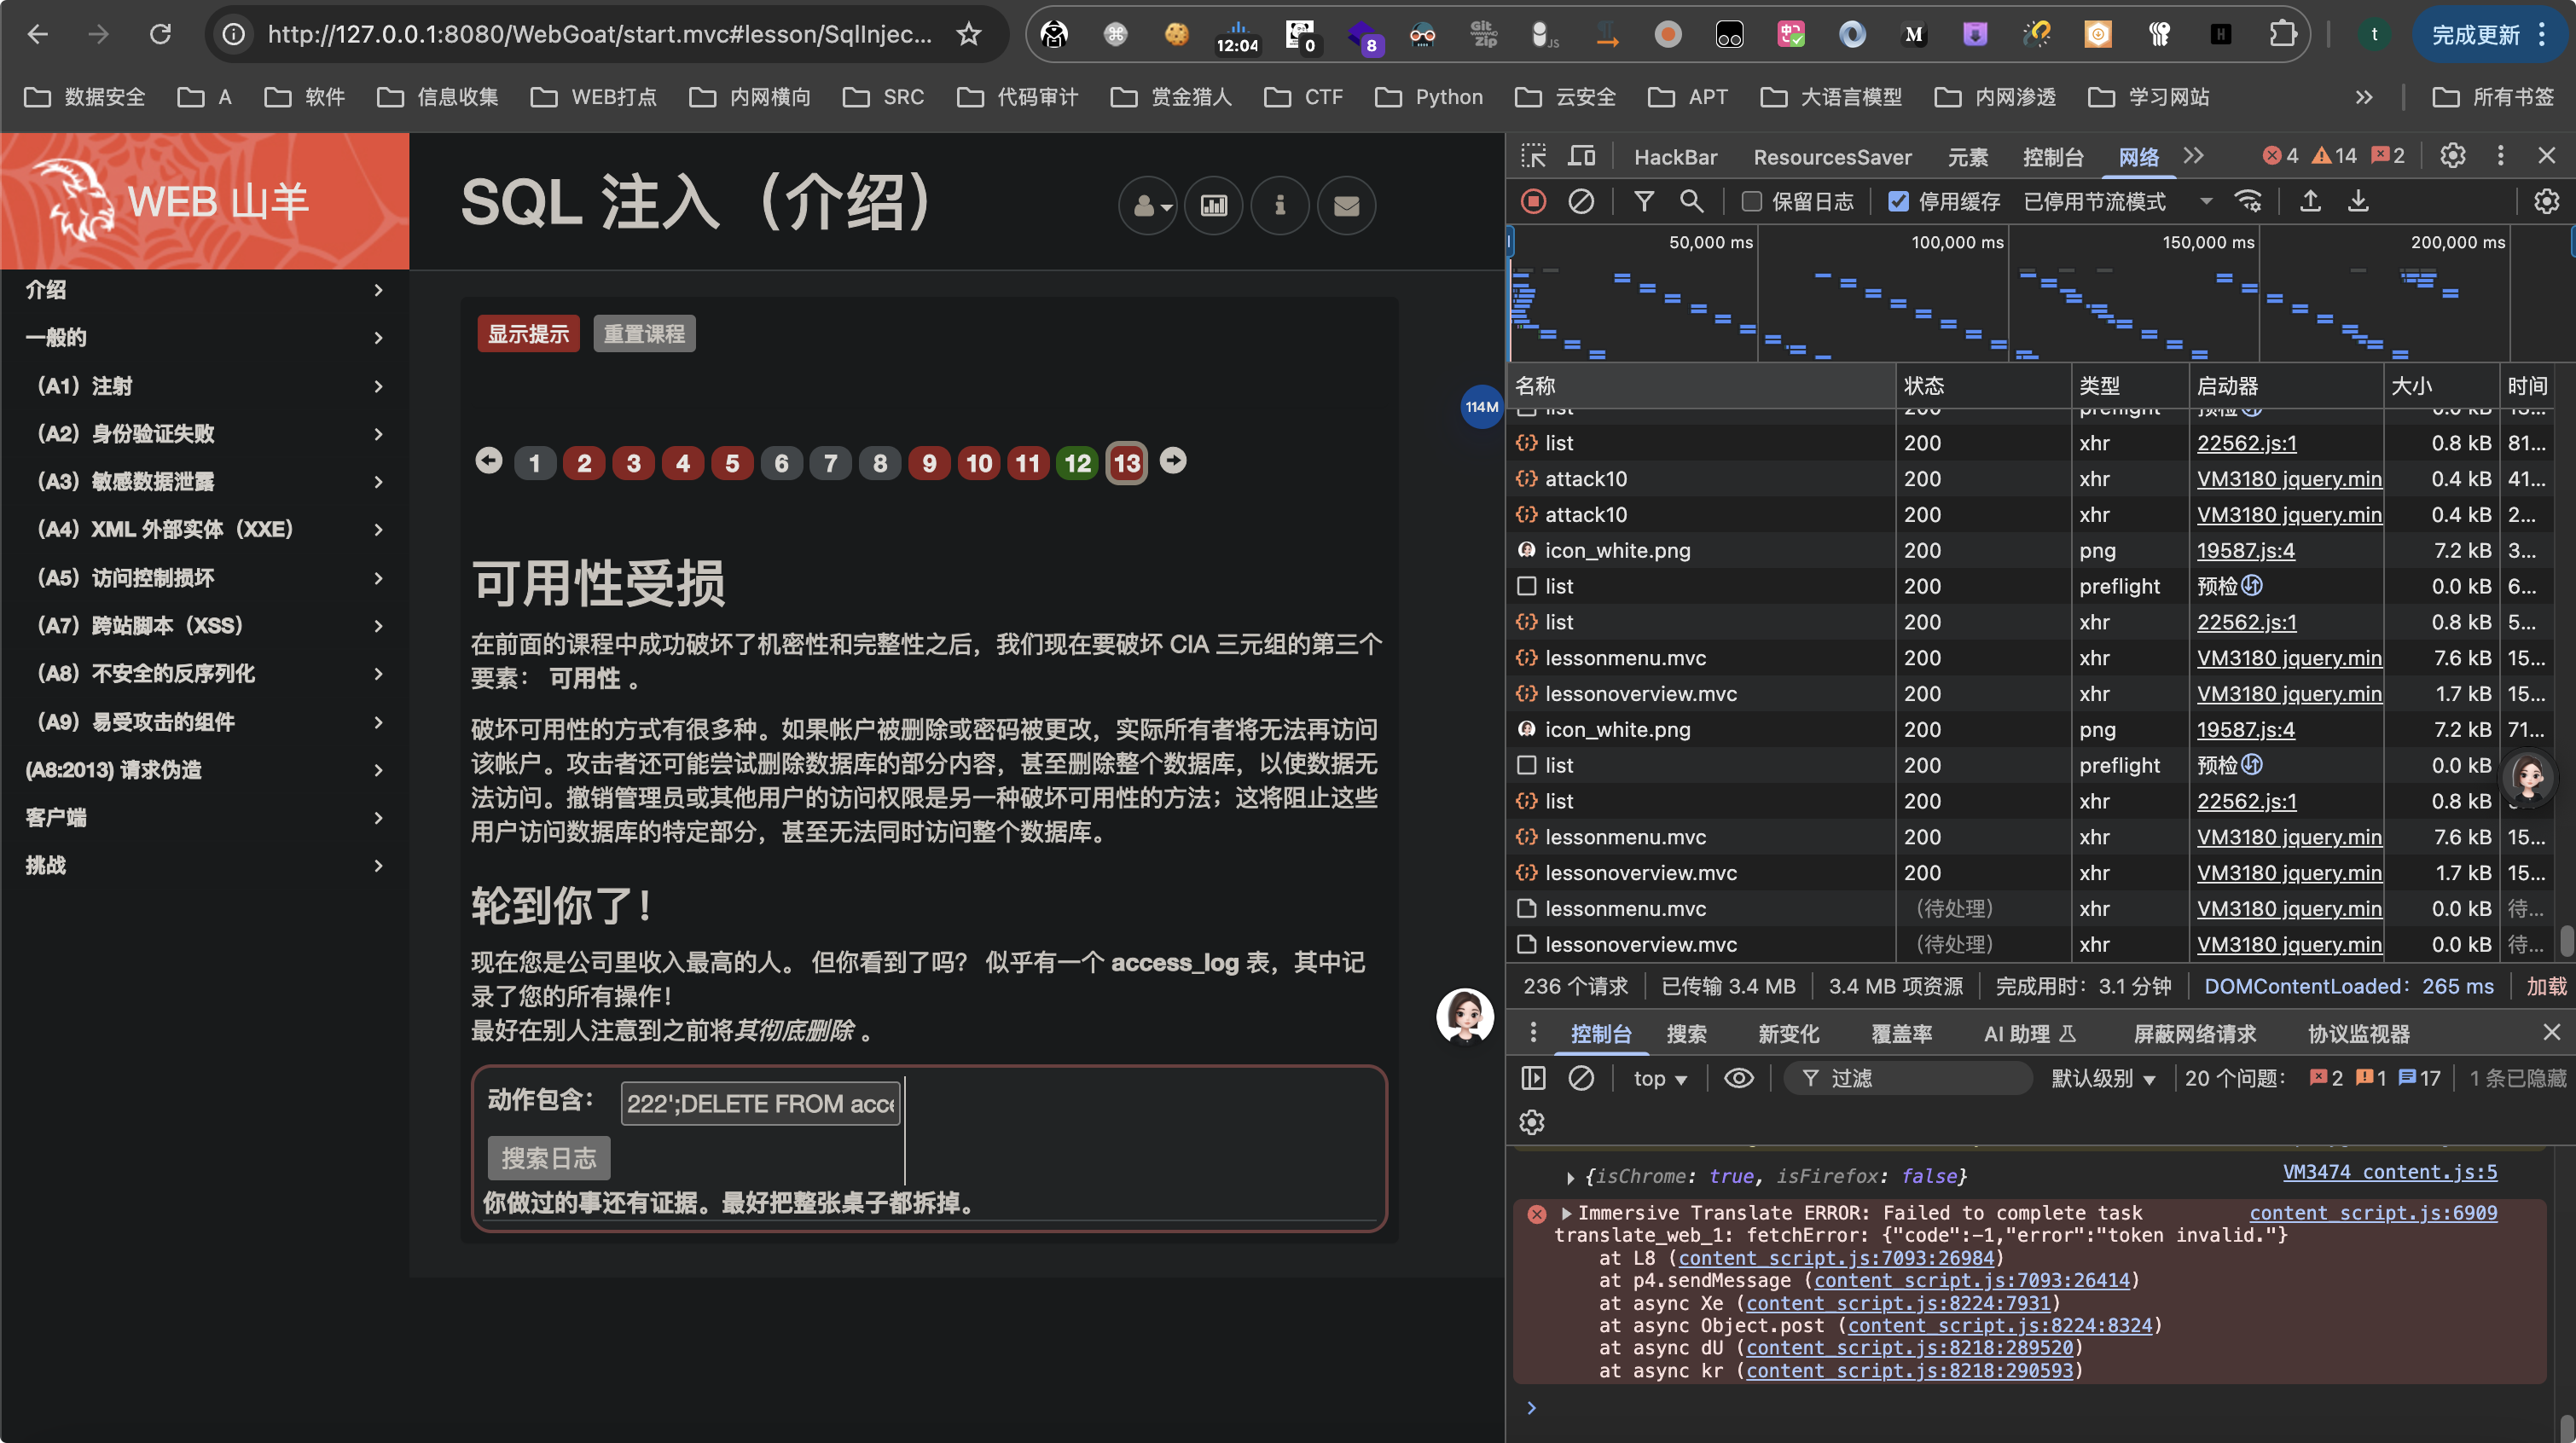 http://127.0.0.1:8080/WebGoat/start.mvc#lesson/SqlInjec...
12:04
0
8
Git
zip
JS
M
H
t
完成更新
数据安全
A
软件
信息收集
WEB打点
内网横向
SRC
代码审计
赏金猎人
CTF
Python
云安全
APT
大语言模型
内网渗透
学习网站
所有书签
WEB 山羊
介绍
一般的
（A1）注射
（A2）身份验证失败
（A3）敏感数据泄露
（A4）XML 外部实体（XXE）
（A5）访问控制损坏
（A7）跨站脚本（XSS）
（A8）不安全的反序列化
（A9）易受攻击的组件
(A8:2013) 请求伪造
客户端
挑战
SQL 注入（介绍）
显示提示 重置课程
114M
1 2 3 4 5 6 7 8 9 10 11 12 13
可用性受损
在前面的课程中成功破坏了机密性和完整性之后，我们现在要破坏 CIA 三元组的第三个
要素： 可用性 。
破坏可用性的方式有很多种。如果帐户被删除或密码被更改，实际所有者将无法再访问
该帐户。攻击者还可能尝试删除数据库的部分内容，甚至删除整个数据库，以使数据无
法访问。撤销管理员或其他用户的访问权限是另一种破坏可用性的方法；这将阻止这些
用户访问数据库的特定部分，甚至无法同时访问整个数据库。
轮到你了！
现在您是公司里收入最高的人。 但你看到了吗？ 似乎有一个 access_log 表，其中记
录了您的所有操作！
最好在别人注意到之前将其彻底删除 。
动作包含： 222';DELETE FROM acce
搜索日志
你做过的事还有证据。最好把整张桌子都拆掉。
HackBar ResourcesSaver 元素 控制台 网络 4 14 2
保留日志 停用缓存 已停用节流模式
50,000 ms 100,000 ms 150,000 ms 200,000 ms
名称 状态 类型 启动器 大小 时间
list 200 preflight 预检 0.0 kB
list 200 xhr 22562.js:1 0.8 kB 81...
attack10 200 xhr VM3180 jquery.min 0.4 kB 41...
attack10 200 xhr VM3180 jquery.min 0.4 kB 2...
icon_white.png 200 png 19587.js:4 7.2 kB 3...
list 200 preflight 预检 0.0 kB 6...
list 200 xhr 22562.js:1 0.8 kB 5...
lessonmenu.mvc 200 xhr VM3180 jquery.min 7.6 kB 15...
lessonoverview.mvc 200 xhr VM3180 jquery.min 1.7 kB 15...
icon_white.png 200 png 19587.js:4 7.2 kB 71...
list 200 preflight 预检 0.0 kB
list 200 xhr 22562.js:1 0.8 kB
lessonmenu.mvc 200 xhr VM3180 jquery.min 7.6 kB 15...
lessonoverview.mvc 200 xhr VM3180 jquery.min 1.7 kB 15...
lessonmenu.mvc （待处理） xhr VM3180 jquery.min 0.0 kB 待...
lessonoverview.mvc （待处理） xhr VM3180 jquery.min 0.0 kB 待...
236 个请求 已传输 3.4 MB 3.4 MB 项资源 完成用时：3.1 分钟 DOMContentLoaded：265 ms 加载
控制台 搜索 新变化 覆盖率 AI 助理 屏蔽网络请求 协议监视器
top 过滤 默认级别 20 个问题： 2 1 17 1 条已隐藏
{isChrome: true, isFirefox: false} VM3474 content.js:5
Immersive Translate ERROR: Failed to complete task content_script.js:6909
translate_web_1: fetchError: {"code":-1,"error":"token invalid."}
at L8 (content_script.js:7093:26984)
at p4.sendMessage (content_script.js:7093:26414)
at async Xe (content_script.js:8224:7931)
at async Object.post (content_script.js:8224:8324)
at async dU (content_script.js:8218:289520)
at async kr (content_script.js:8218:290593)